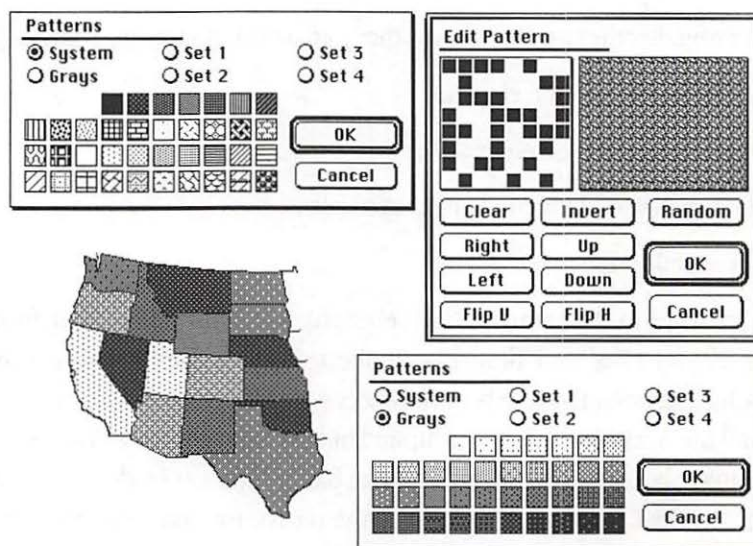 Patterns
System Set 1 Set 3
Grays Set 2 Set 4
OK
Cancel
Edit Pattern
Clear Invert Random
Right Up
Left Down
OK
Flip V Flip H Cancel
Patterns
System Set 1 Set 3
Grays Set 2 Set 4
OK
Cancel